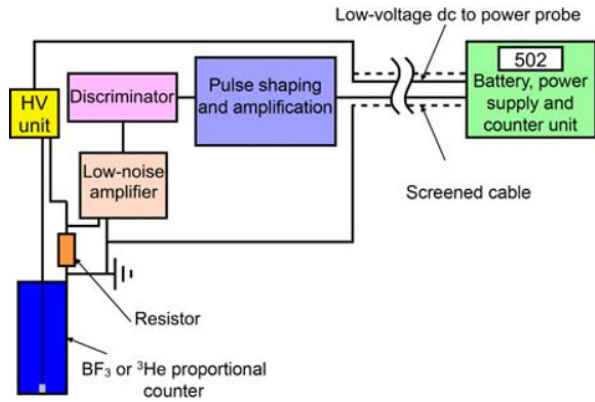 Low-voltage dc to power probe
502
Battery, power
supply and
counter unit
Pulse shaping
and amplification
Discriminator
HV
unit
Low-noise
amplifier
Screened cable
Resistor
BF₃ or ³He proportional
counter